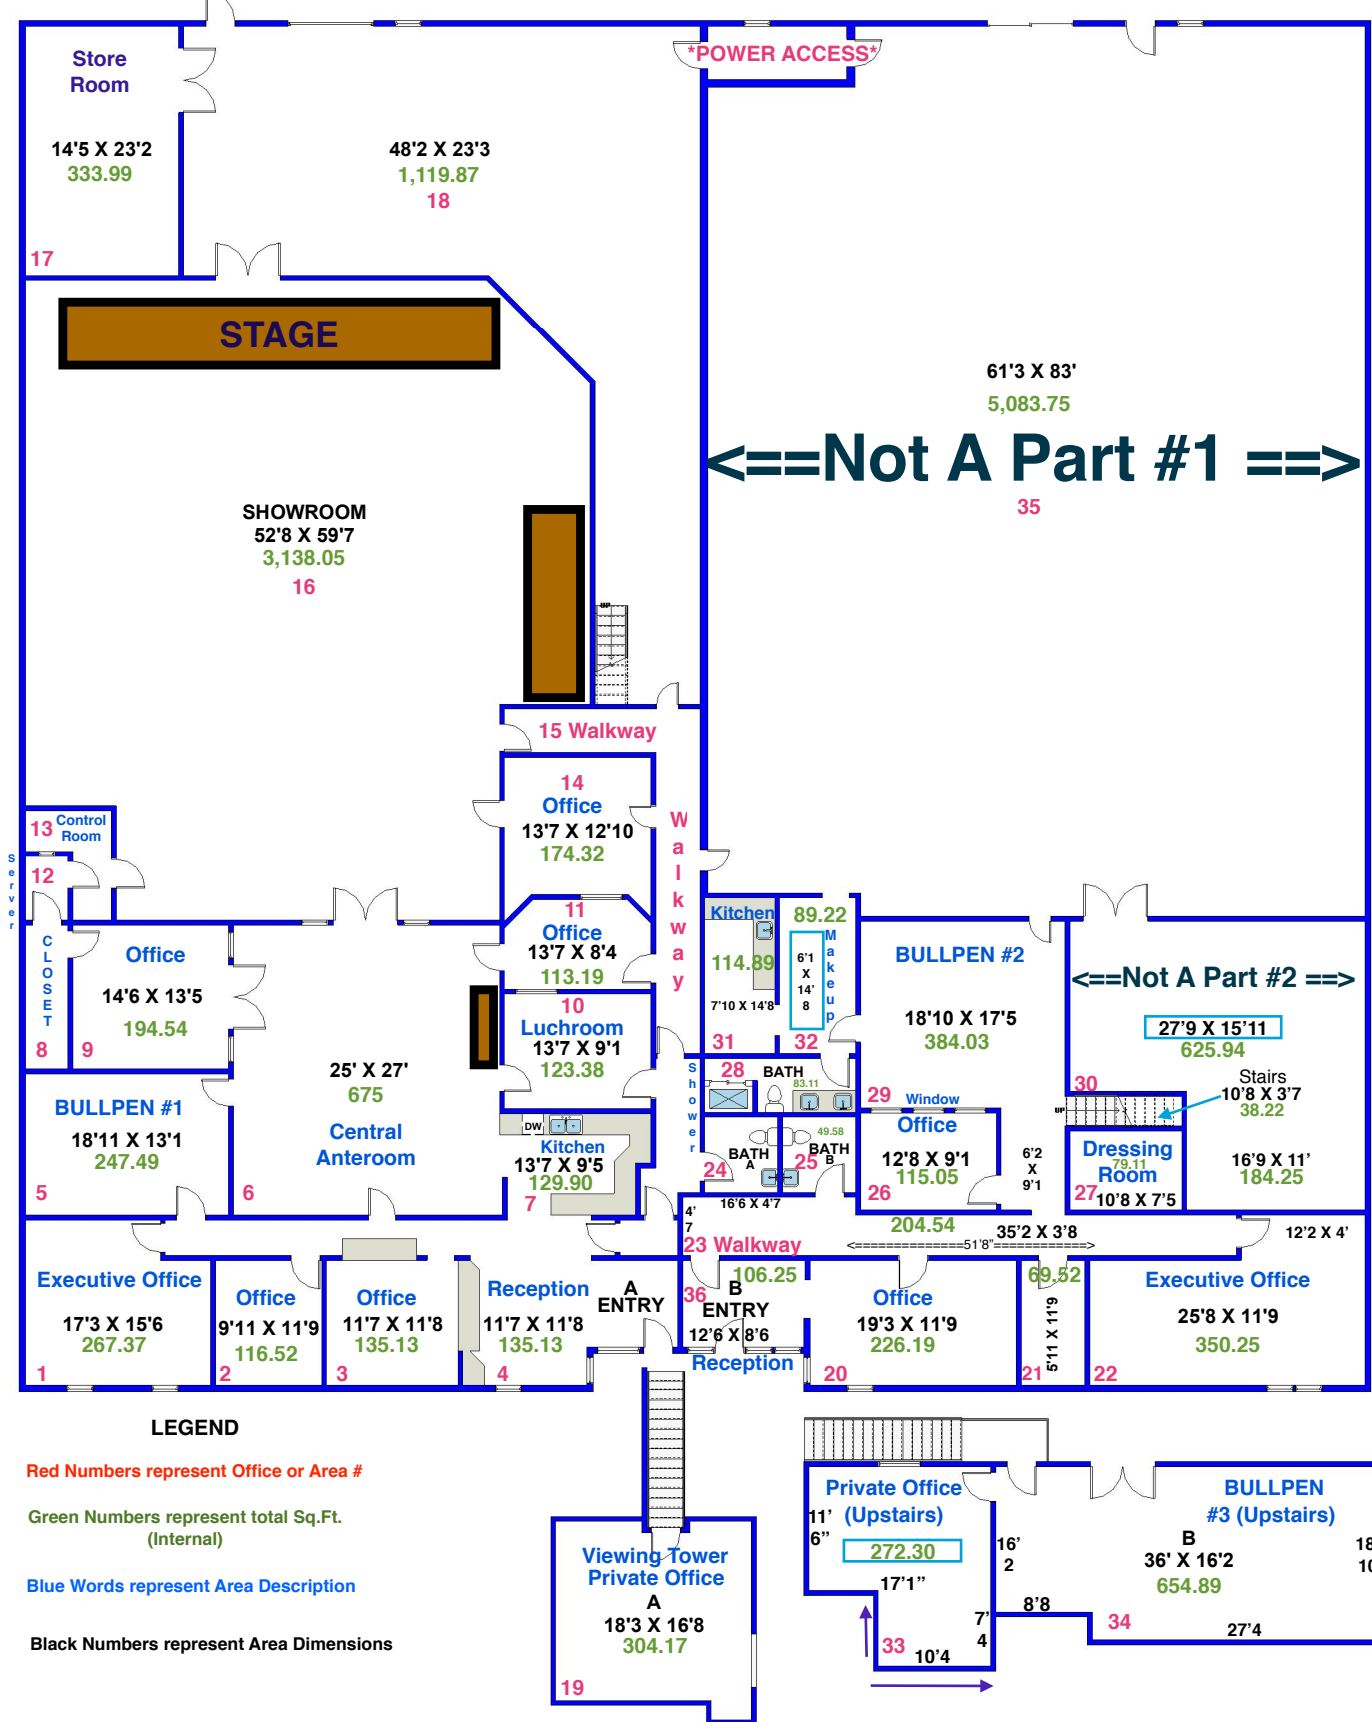 *POWER ACCESS*
Store
Room
14'5 X 23'2
333.99
17
48'2 X 23'3
1,119.87
18
STAGE
61'3 X 83'
5,083.75
<==Not A Part #1 ==>
35
SHOWROOM
52'8 X 59'7
3,138.05
16
UP
15 Walkway
14
Office
13'7 X 12'10
174.32
Walkway
13
Control
Room
Server
12
11
Office
13'7 X 8'4
113.19
CLOSET
8
Office
14'6 X 13'5
194.54
9
10
Luchroom
13'7 X 9'1
123.38
25' X 27'
675
Central
Anteroom
6
BULLPEN #1
18'11 X 13'1
247.49
5
DW
Kitchen
13'7 X 9'5
129.90
7
Shower
Kitchen
114.89
7'10 X 14'8
31
89.22
Makeup
6'1
X
14'
8
32
BULLPEN #2
18'10 X 17'5
384.03
29
Window
<==Not A Part #2 ==>
27'9 X 15'11
625.94
30
Stairs
10'8 X 3'7
38.22
UP
28
BATH
83.11
BATH
A
24
49.58
BATH
B
25
16'6 X 4'7
Office
12'8 X 9'1
115.05
26
6'2
X
9'1
Dressing
Room
79.11
27
10'8 X 7'5
16'9 X 11'
184.25
4'
7
23 Walkway
204.54
35'2 X 3'8
<==== 51'8” ====>
12'2 X 4'
Executive Office
17'3 X 15'6
267.37
1
Office
9'11 X 11'9
116.52
2
Office
11'7 X 11'8
135.13
3
Reception
11'7 X 11'8
135.13
4
A
ENTRY
106.25
36
B
ENTRY
12'6 X 8'6
Reception
Office
19'3 X 11'9
226.19
20
69.52
5'11 X 11'9
21
Executive Office
25'8 X 11'9
350.25
22
LEGEND
Red Numbers represent Office or Area #
Green Numbers represent total Sq.Ft.
(Internal)
Blue Words represent Area Description
Black Numbers represent Area Dimensions
Viewing Tower
Private Office
A
18'3 X 16'8
304.17
19
Private Office
(Upstairs)
11'
6”
272.30
17'1”
33
10'4
7'
4
16'
2
BULLPEN
#3 (Upstairs)
B
36' X 16'2
654.89
8'8
34
27'4
18
10